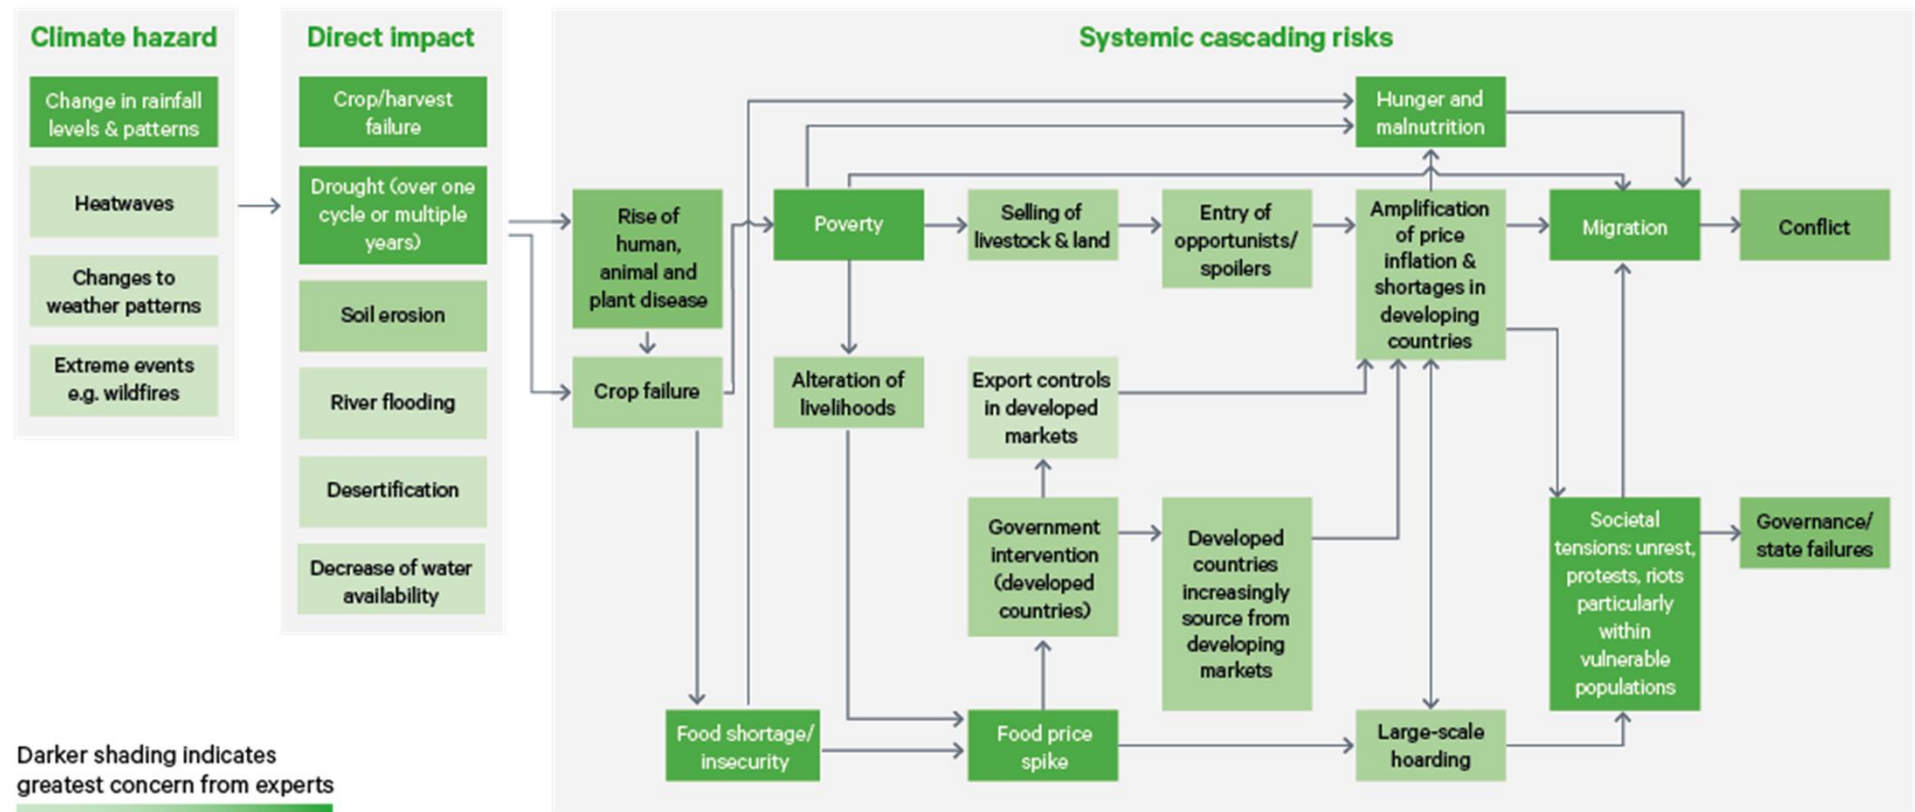 Climate hazard
Change in rainfall
levels & patterns
Heatwaves
Changes to
weather patterns
Extreme events
e.g. wildfires
Direct impact
Crop/harvest
failure
Drought (over one
cycle or multiple
years)
Soil erosion
River flooding
Desertification
Decrease of water
availability
Systemic cascading risks
Hunger and
malnutrition
Rise of
human,
animal and
plant disease
Poverty
Selling of
livestock & land
Entry of
opportunists/
spoilers
Amplification
of price
inflation &
shortages in
developing
countries
Migration
Conflict
Crop failure
Alteration of
livelihoods
Export controls
in developed
markets
Government
intervention
(developed
countries)
Developed
countries
increasingly
source from
developing
markets
Societal
tensions: unrest,
protests, riots
particularly
within
vulnerable
populations
Governance/
state failures
Food shortage/
insecurity
Food price
spike
Large-scale
hoarding
Darker shading indicates
greatest concern from experts